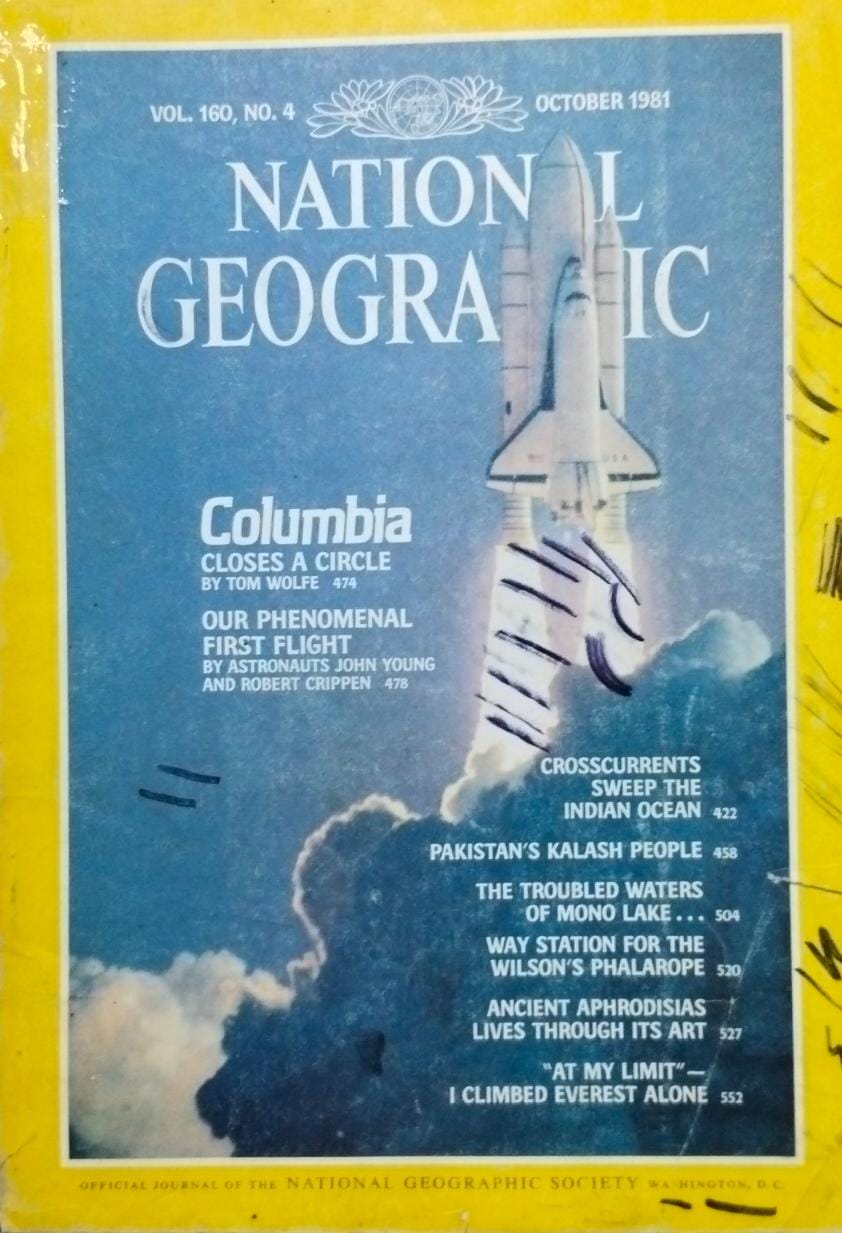 VOL. 160, NO. 4
OCTOBER 1981
NATIONAL
GEOGRAPHIC
Columbia
CLOSES A CIRCLE
BY TOM WOLFE 474
OUR PHENOMENAL
FIRST FLIGHT
BY ASTRONAUTS JOHN YOUNG
AND ROBERT CRIPPEN 478
CROSSCURRENTS
SWEEP THE
INDIAN OCEAN 422
PAKISTAN'S KALASH PEOPLE 458
THE TROUBLED WATERS
OF MONO LAKE... 504
WAY STATION FOR THE
WILSON'S PHALAROPE 520
ANCIENT APHRODISIAS
LIVES THROUGH ITS ART 527
"AT MY LIMIT"—
I CLIMBED EVEREST ALONE 552
OFFICIAL JOURNAL OF THE NATIONAL GEOGRAPHIC SOCIETY WASHINGTON, D.C.
USA